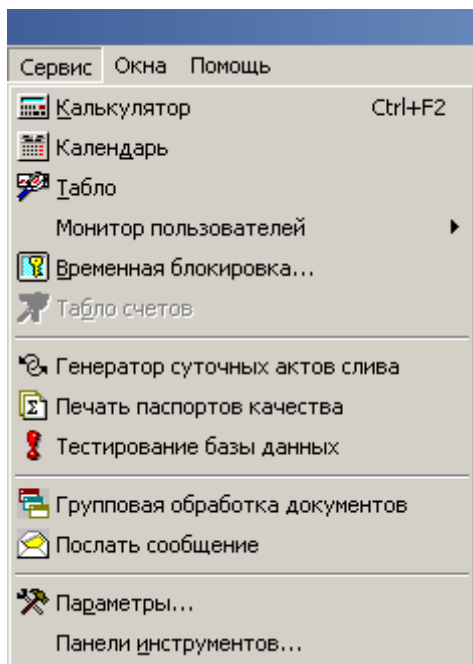 Сервис Окна Помощь
Калькулятор Ctrl+F2
Календарь
Табло
Монитор пользователей
Временная блокировка...
Табло счетов
Генератор суточных актов слива
Печать паспортов качества
Тестирование базы данных
Групповая обработка документов
Послать сообщение
Параметры...
Панели инструментов...